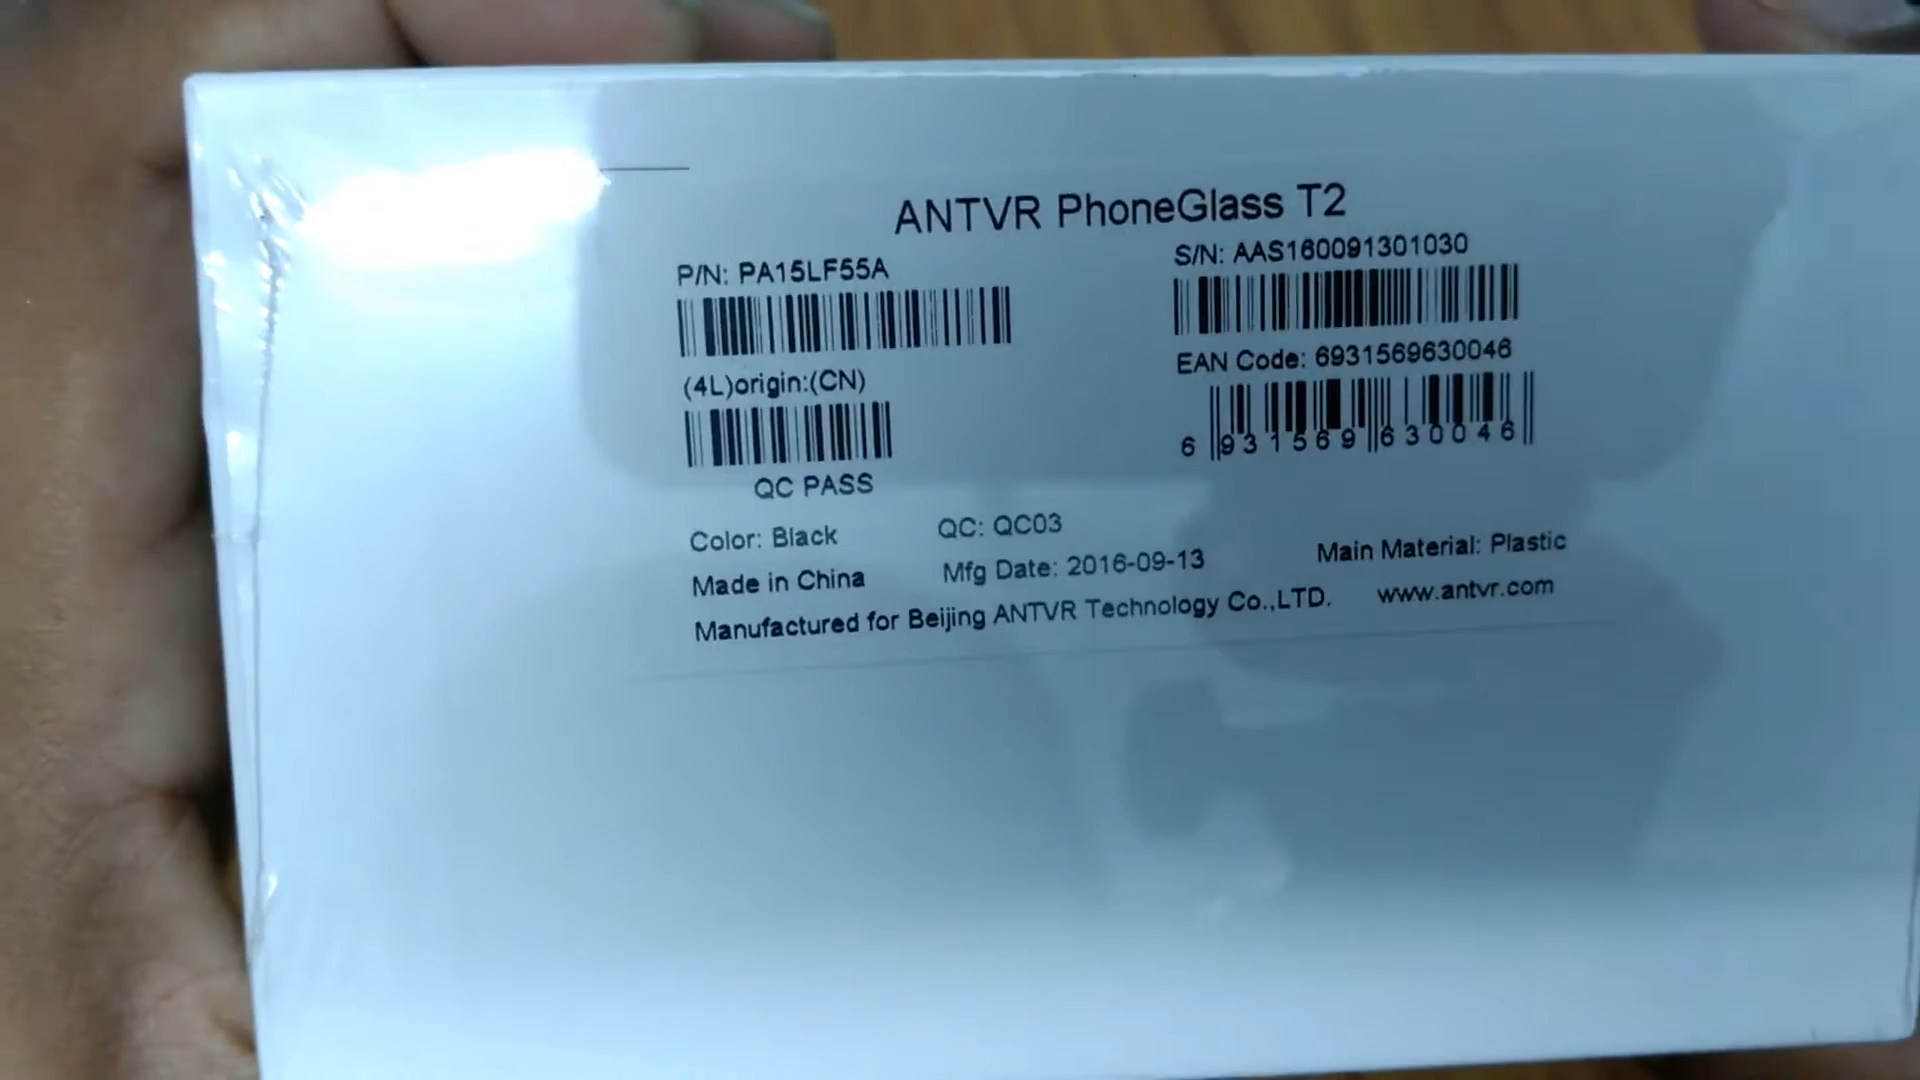 ANTVR PhoneGlass T2
P/N: PA15LF55A
S/N: AAS160091301030
(4L)origin:(CN)
EAN Code: 6931569630046
6 931569 630046
QC PASS
Color: Black
QC: QC03
Made in China
Mfg Date: 2016-09-13
Main Material: Plastic
Manufactured for Beijing ANTVR Technology Co.,LTD.
www.antvr.com